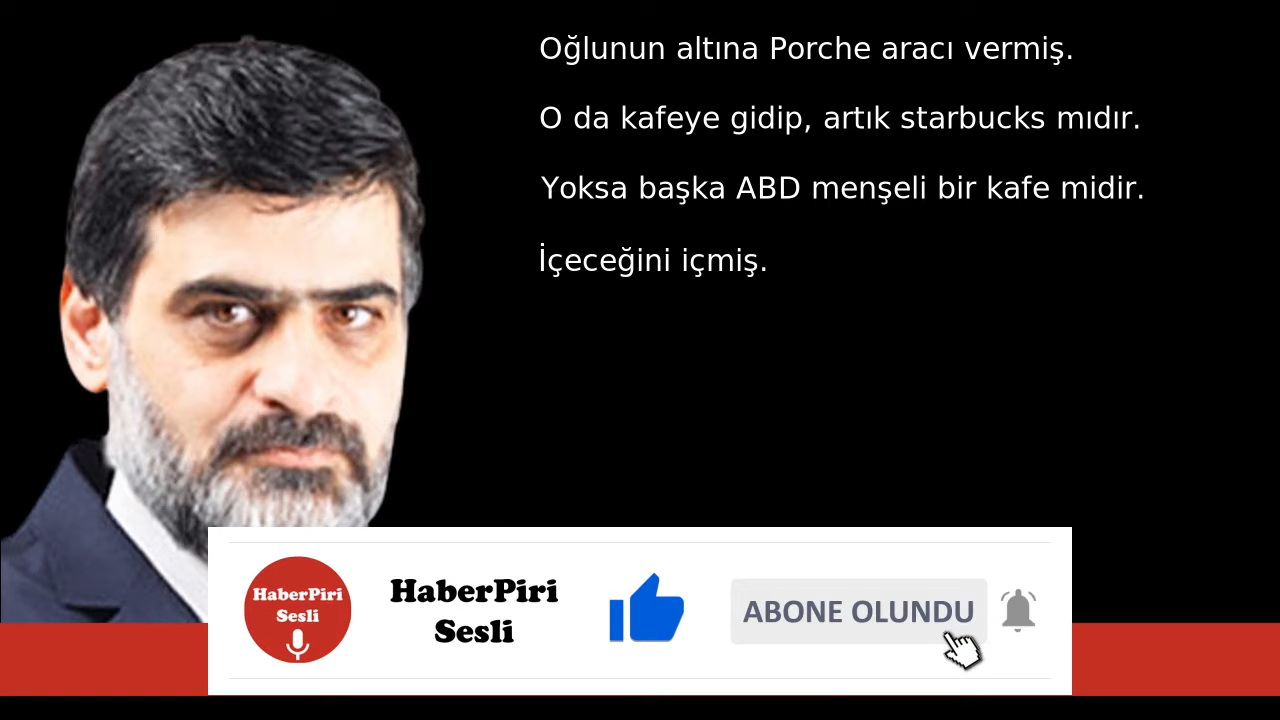 Oğlunun altına Porche aracı vermiş.
O da kafeye gidip, artık starbucks mıdır.
Yoksa başka ABD menşeli bir kafe midir.
İçeceğini içmiş.
HaberPiri
Sesli
HaberPiri
Sesli
ABONE OLUNDU